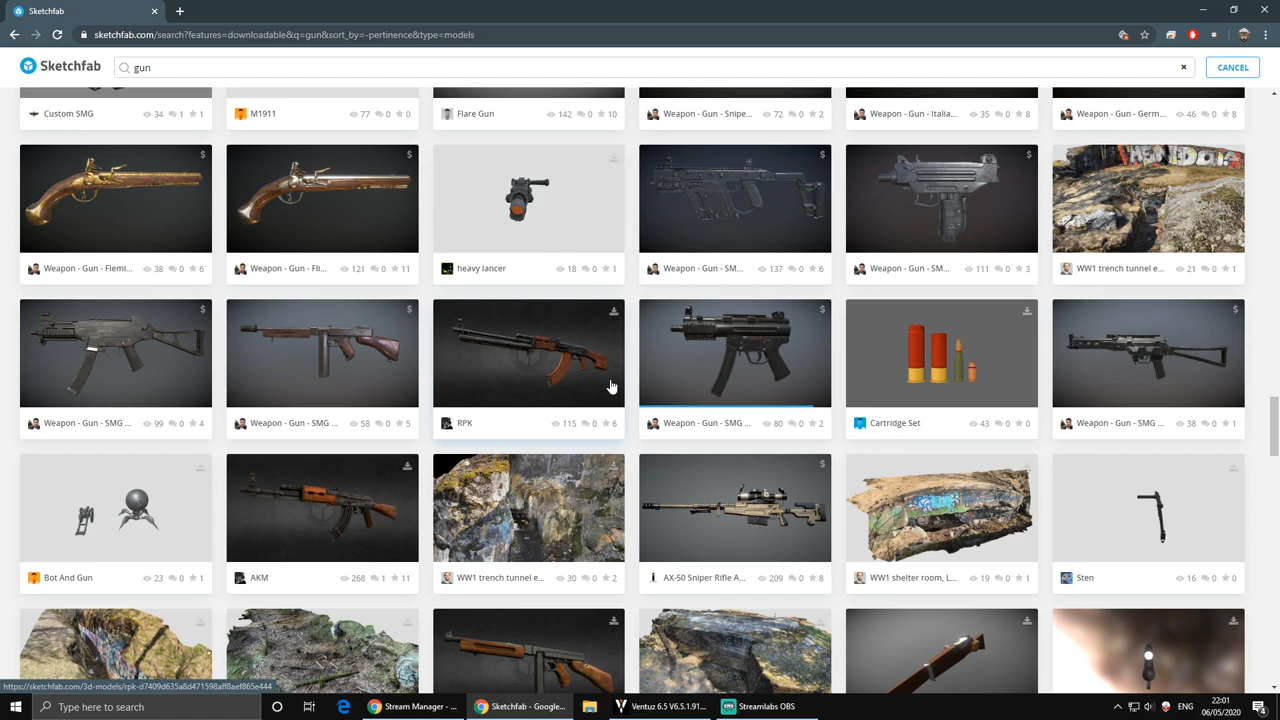 Sketchfab
sketchfab.com/search?features=downloadable&q=gun&sort_by=-pertinence&type=models
Sketchfab
gun
CANCEL
Custom SMG 34 1 1
M1911 77 0 0
Flare Gun 142 0 10
Weapon - Gun - Snipe... 72 0 2
Weapon - Gun - Italia... 35 0 8
Weapon - Gun - Germ... 46 0 8
$
$
$
$
Weapon - Gun - Flemi... 38 0 6
Weapon - Gun - Fli... 121 0 11
heavy lancer 18 0 1
Weapon - Gun - SM... 137 0 6
Weapon - Gun - SM... 111 0 3
WW1 trench tunnel e... 21 0 1
$
$
$
$
Weapon - Gun - SMG ... 99 0 4
Weapon - Gun - SMG ... 58 0 5
RPK 115 0 6
Weapon - Gun - SMG ... 80 0 2
Cartridge Set 43 0 0
Weapon - Gun - SMG ... 38 0 1
$
Bot And Gun 23 0 1
AKM 268 1 11
WW1 trench tunnel e... 30 0 2
AX-50 Sniper Rifle A... 209 0 8
WW1 shelter room, L... 19 0 1
Sten 16 0 0
https://sketchfab.com/3d-models/rpk-d7409d635a8d471598aff8aef865e444
Type here to search
Stream Manager - ...
Sketchfab - Google...
Ventuz 6.5 V6.5.1.91...
Streamlabs OBS
22:01
06/05/2020